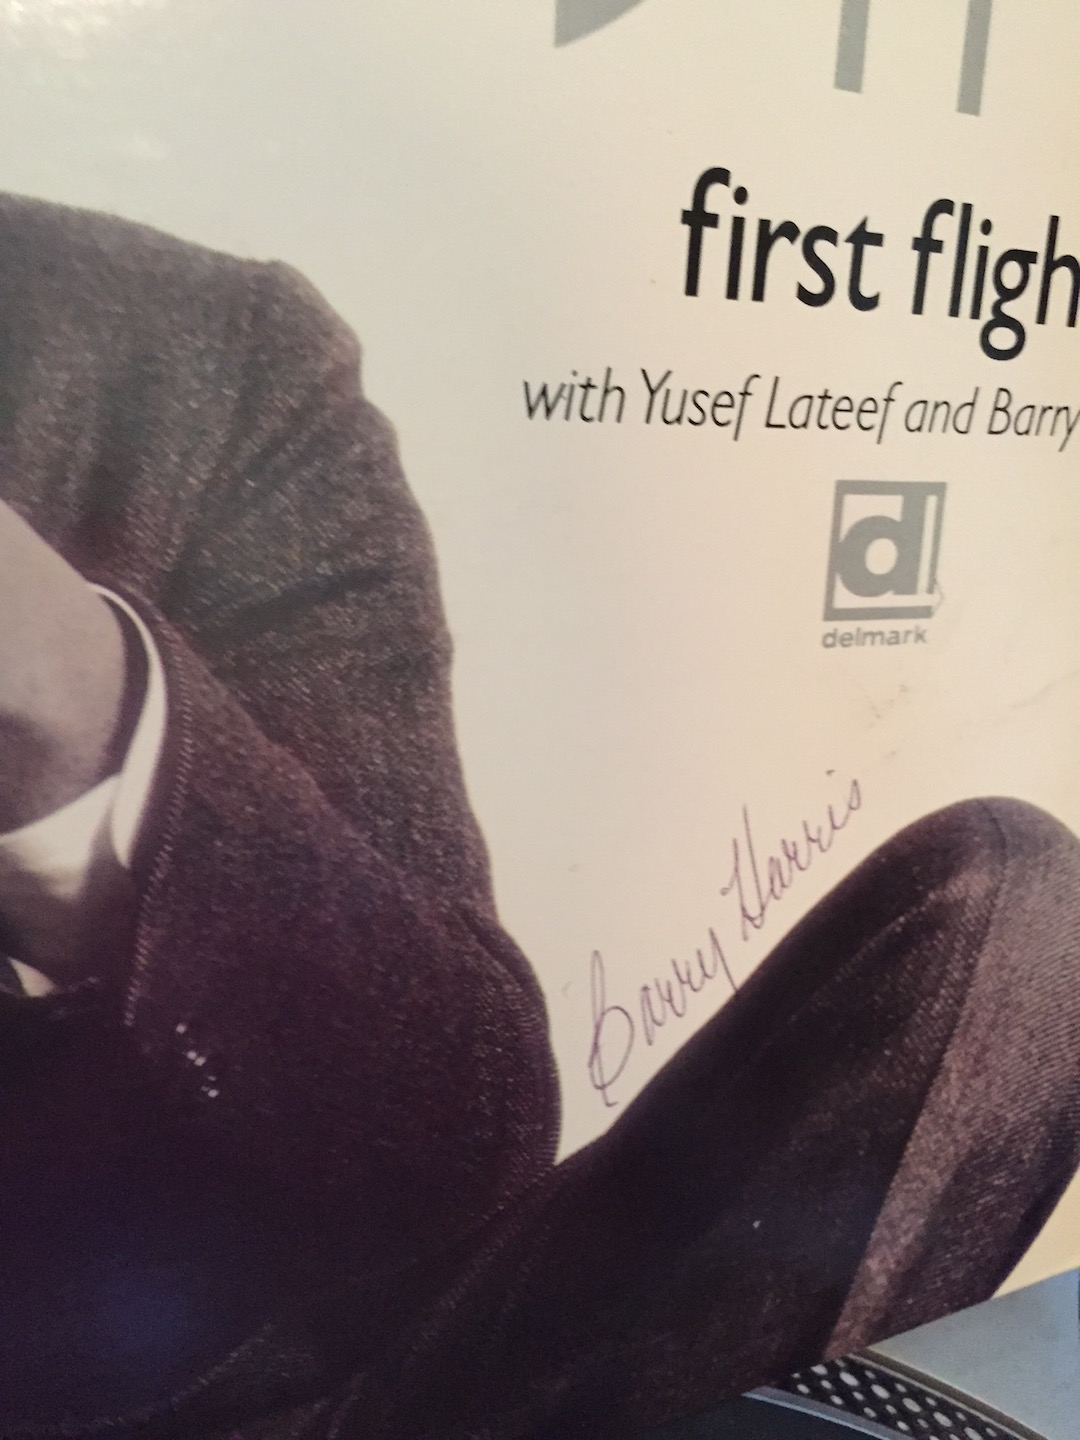 first fligh
with Yusef Lateef and Barry
d
delmark
Barry Harris